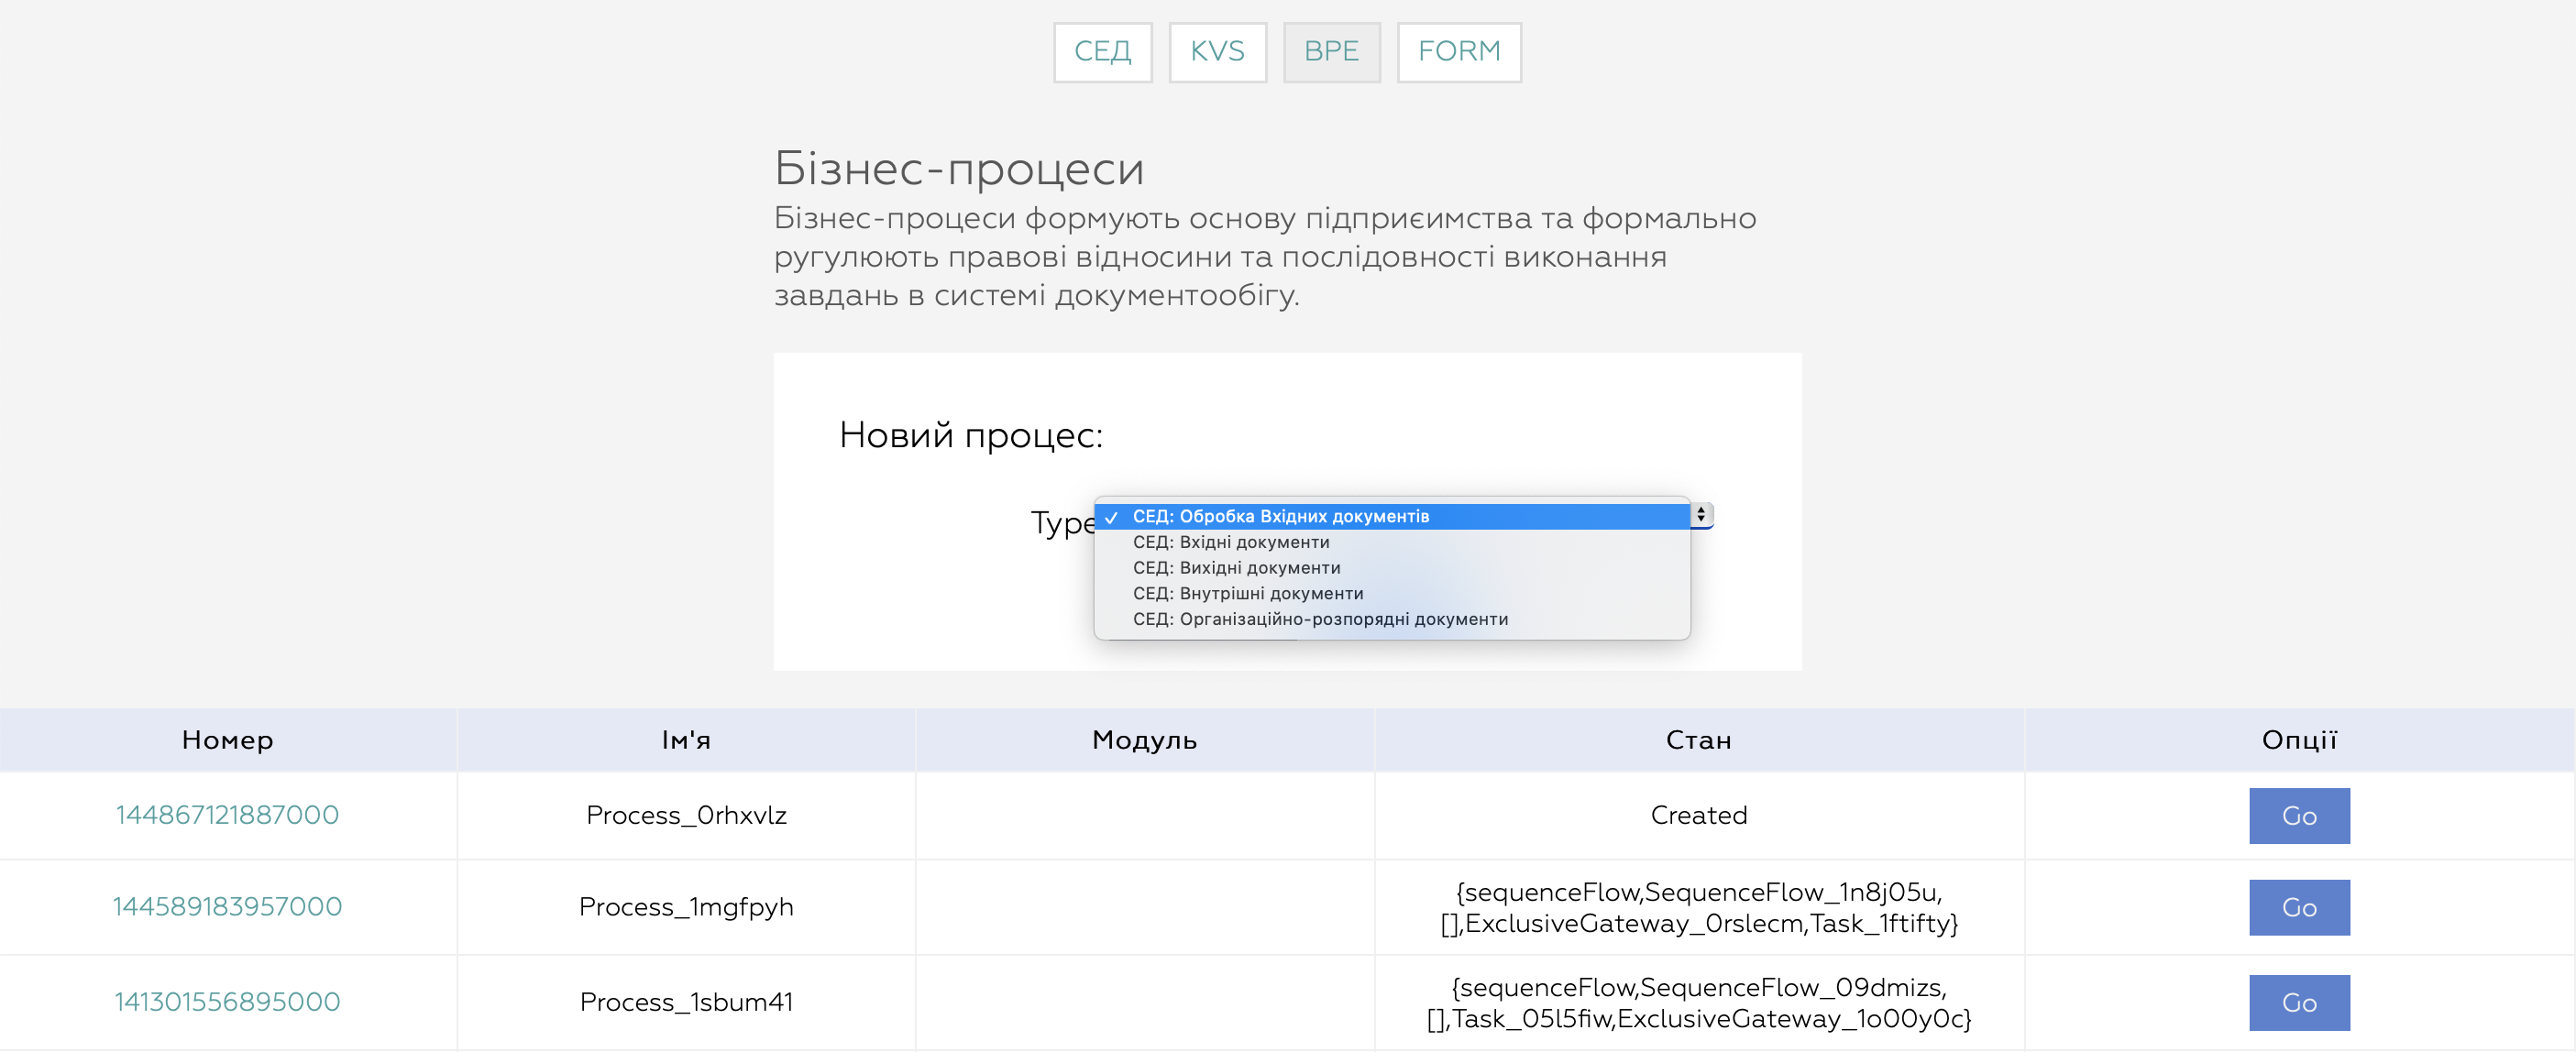 СЕД KVS BPE FORM
Бізнес-процеси
Бізнес-процеси формують основу підприєимства та формально
ругулюють правові відносини та послідовності виконання
завдань в системі документообігу.
Новий процес:
Type
✓ СЕД: Обробка Вхідних документів
СЕД: Вхідні документи
СЕД: Вихідні документи
СЕД: Внутрішні документи
СЕД: Організаційно-розпорядні документи
Номер Ім'я Модуль Стан Опції
144867121887000 Process_0rhxvlz Created Go
144589183957000 Process_1mgfpyh {sequenceFlow,SequenceFlow_1n8j05u,
[],ExclusiveGateway_0rslecm,Task_1ftifty} Go
141301556895000 Process_1sbum41 {sequenceFlow,SequenceFlow_09dmizs,
[],Task_05l5fiw,ExclusiveGateway_1o00y0c} Go